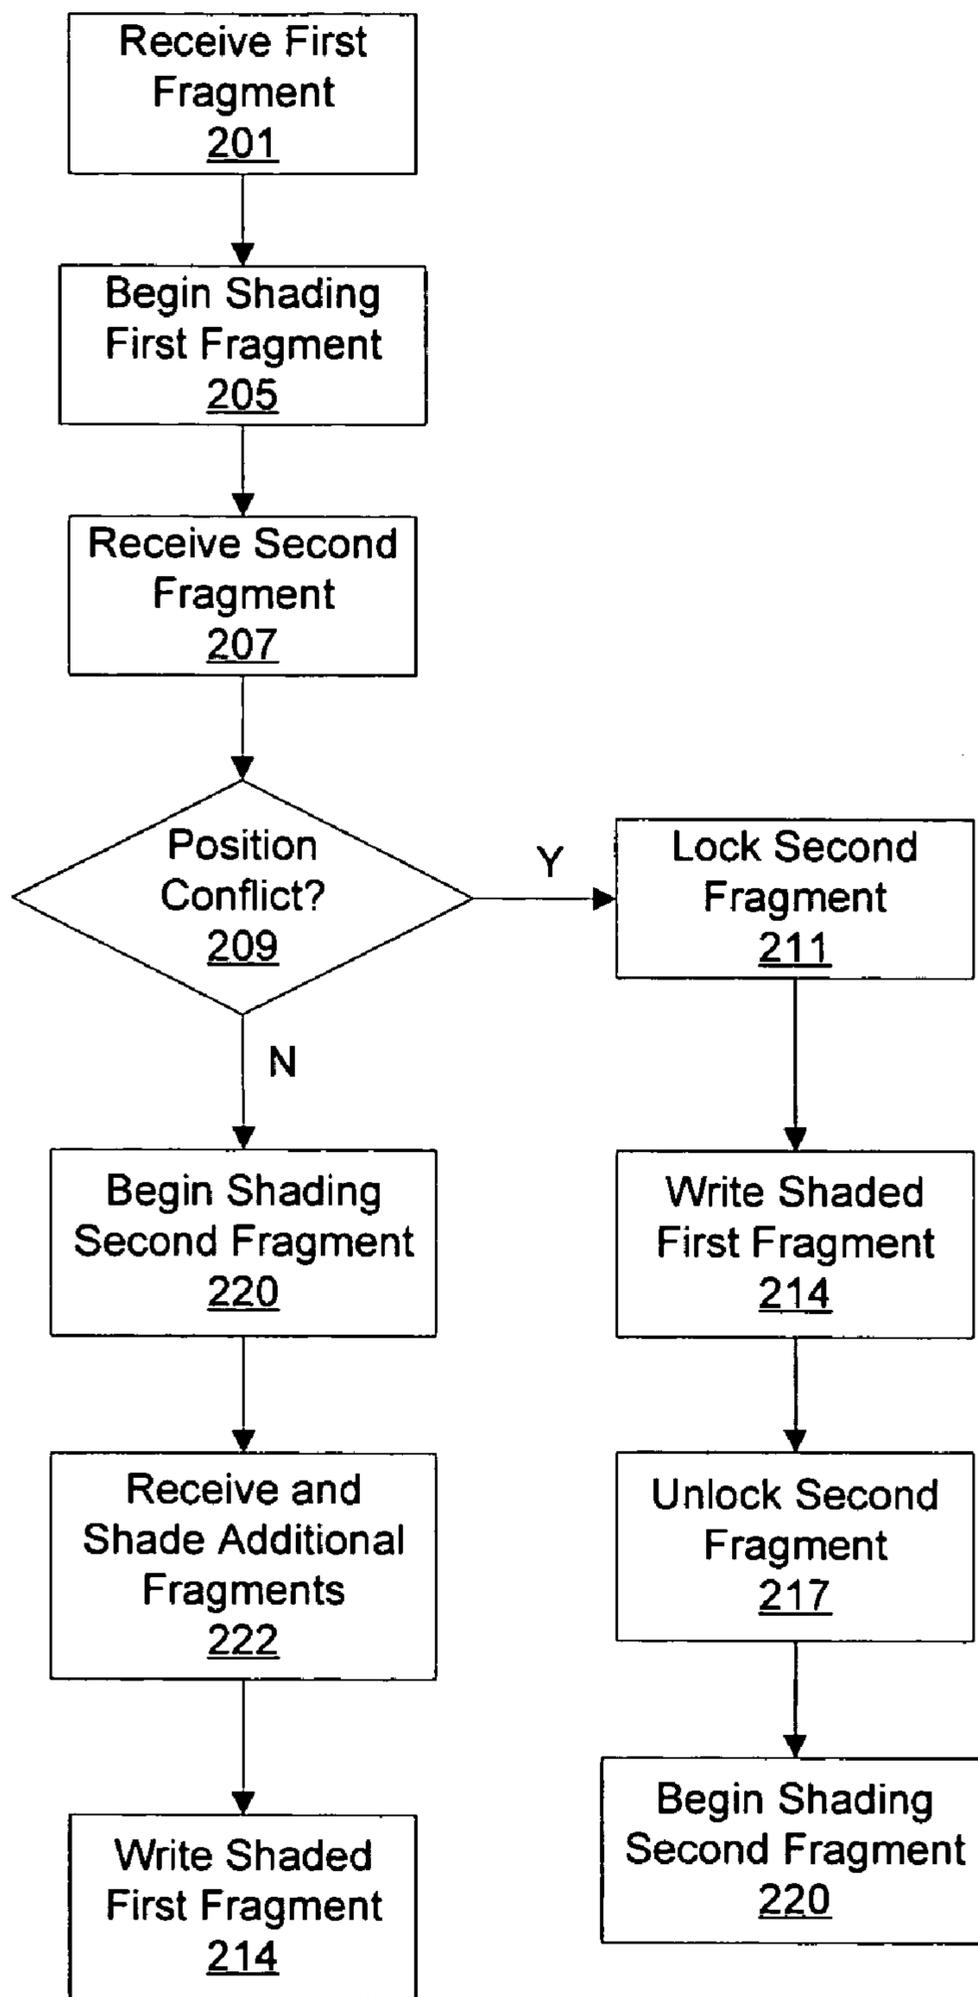 Receive First
Fragment
201
Begin Shading
First Fragment
205
Receive Second
Fragment
207
Position
Conflict?
209
Y
Lock Second
Fragment
211
N
Begin Shading
Second Fragment
220
Write Shaded
First Fragment
214
Receive and
Shade Additional
Fragments
222
Unlock Second
Fragment
217
Write Shaded
First Fragment
214
Begin Shading
Second Fragment
220